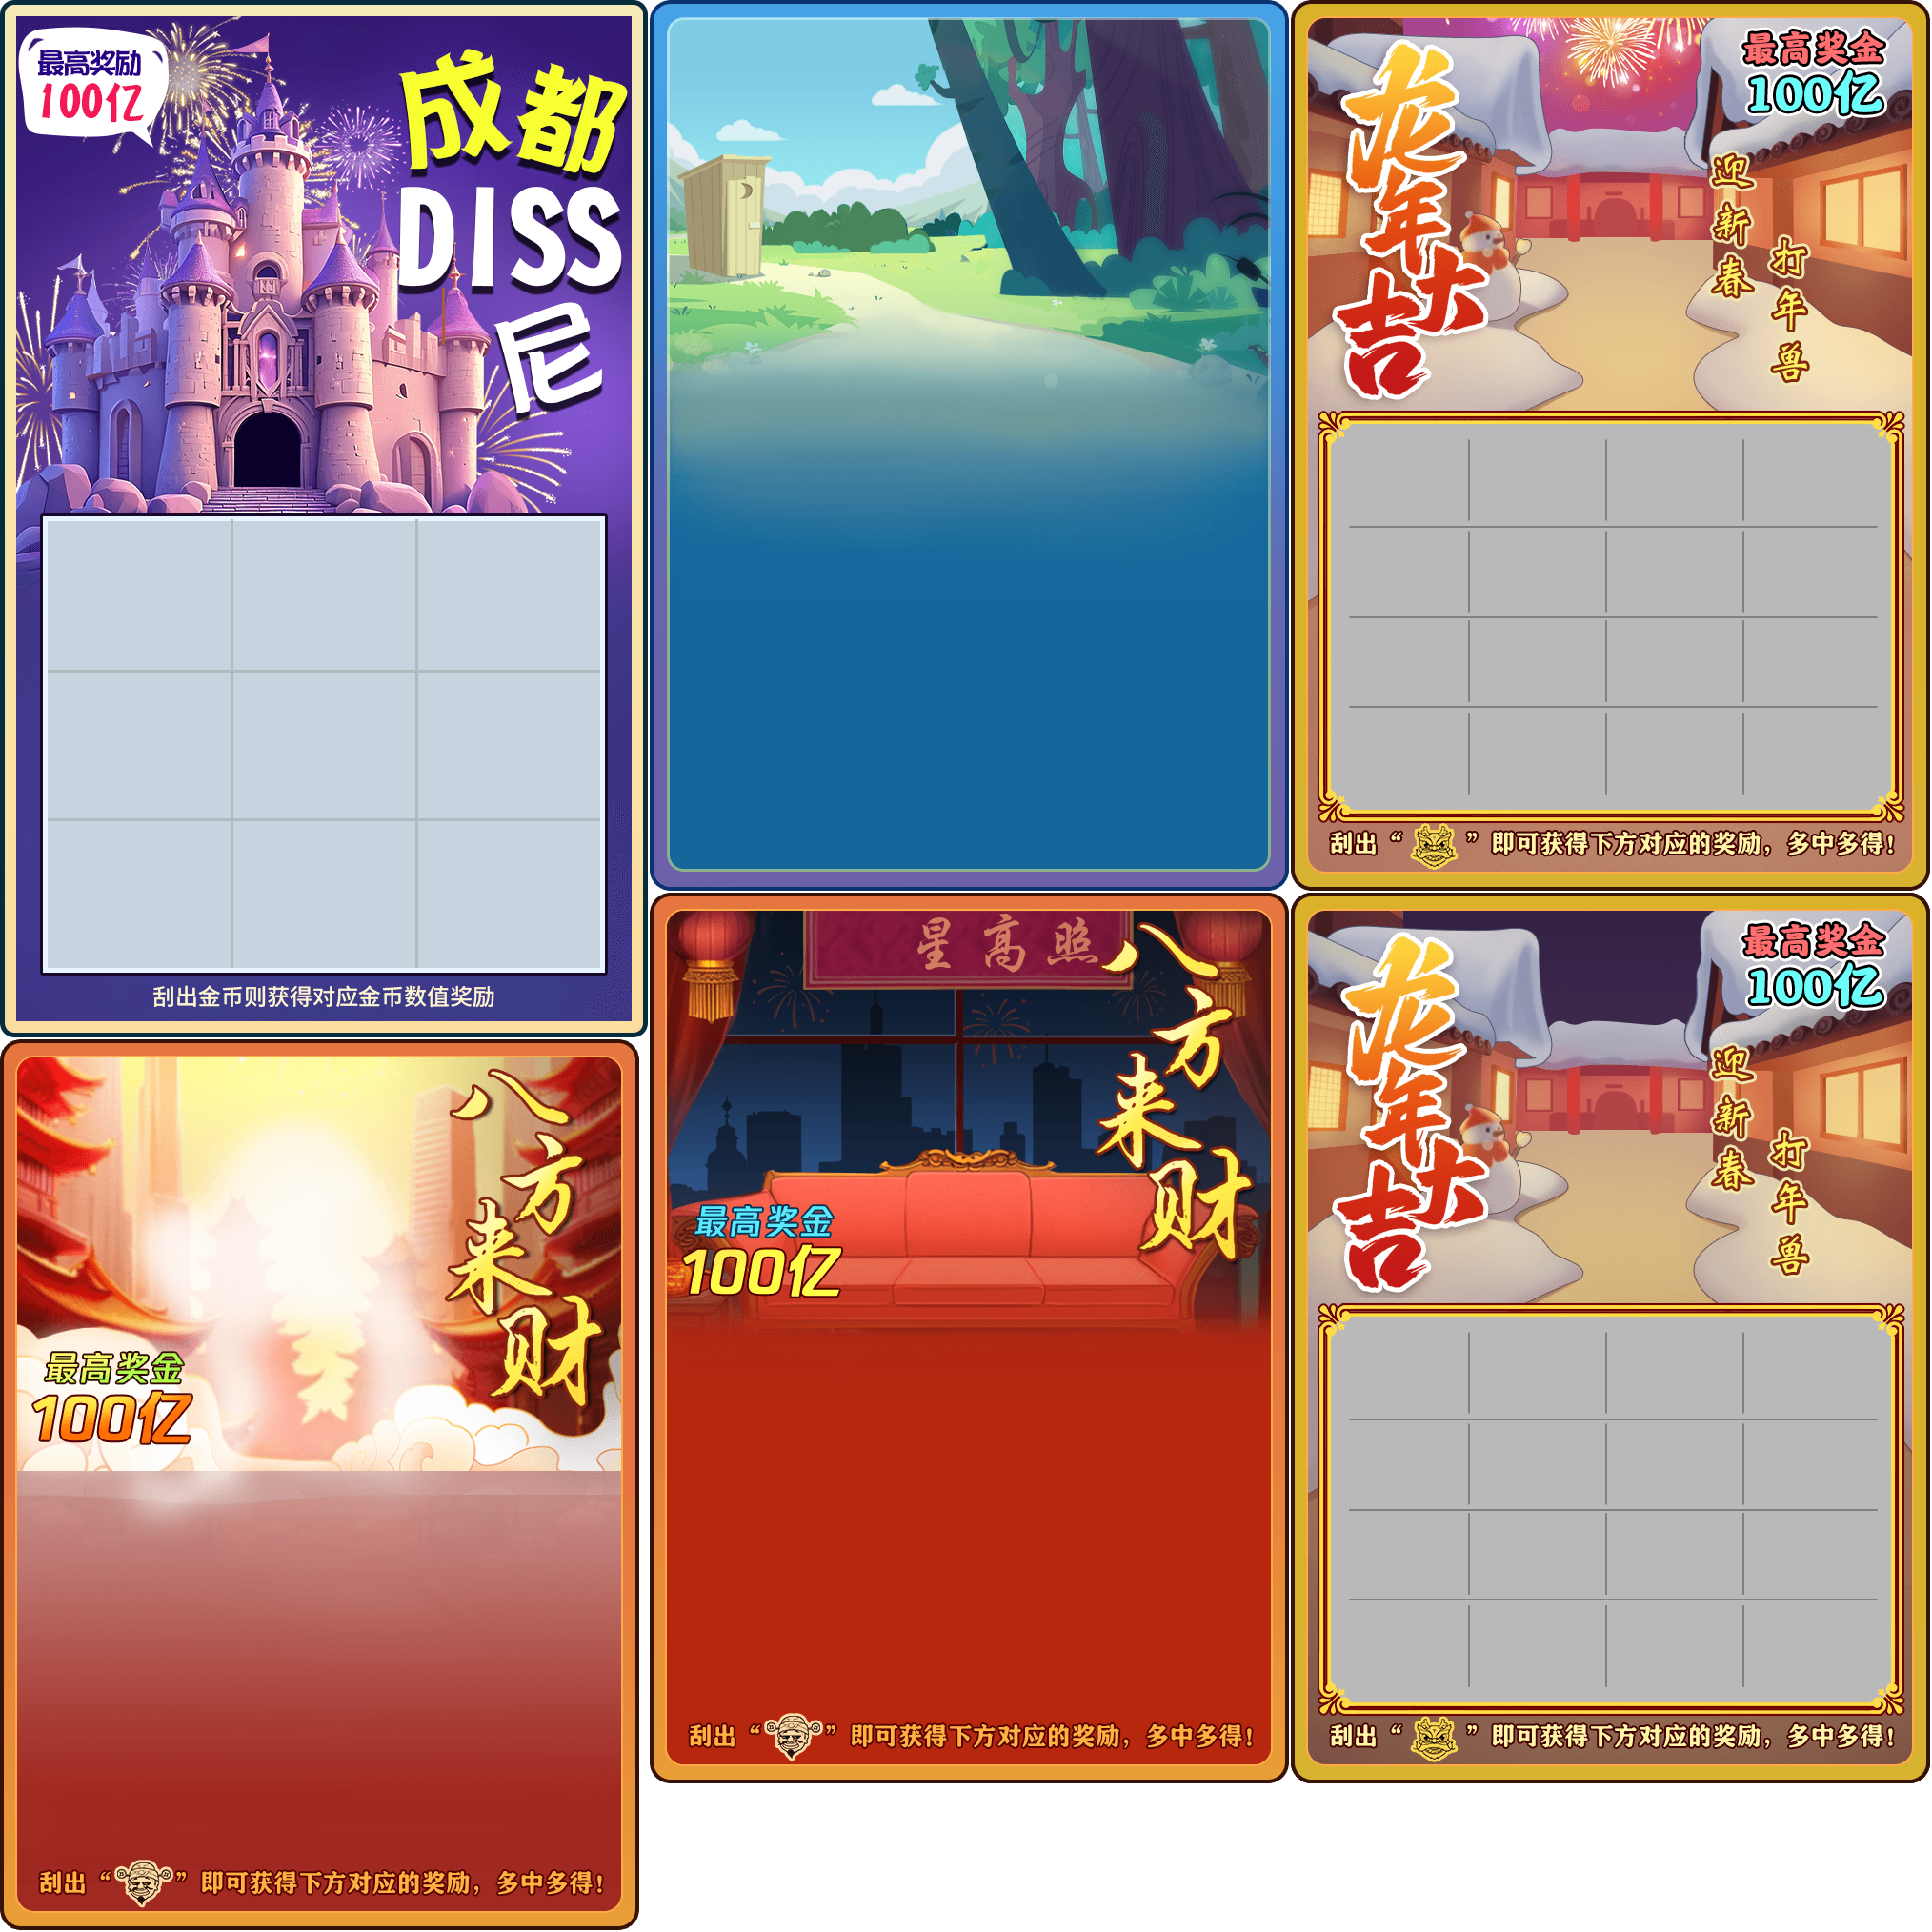 最高奖励
100亿
成都
DISS
尼
刮出金币则获得对应金币数值奖励
龙年大吉
最高奖金
100亿
迎新春
打年兽
刮出“ ”即可获得下方对应的奖励，多中多得！
八方来财
最高奖金
100亿
刮出“ ”即可获得下方对应的奖励，多中多得！
星高照
八方来财
最高奖金
100亿
刮出“ ”即可获得下方对应的奖励，多中多得！
龙年大吉
最高奖金
100亿
迎新春
打年兽
刮出“ ”即可获得下方对应的奖励，多中多得！